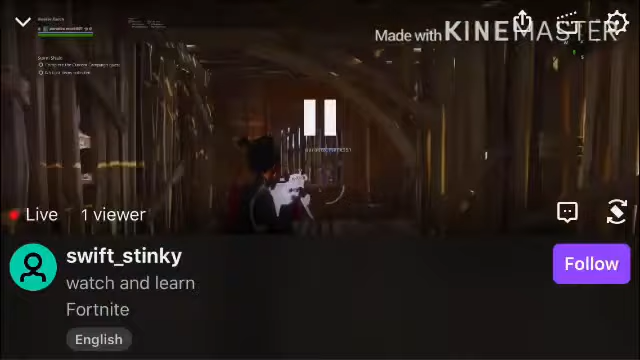 Made with KINEMASTER
Live 1 viewer
swift_stinky
Follow
watch and learn
Fortnite
English